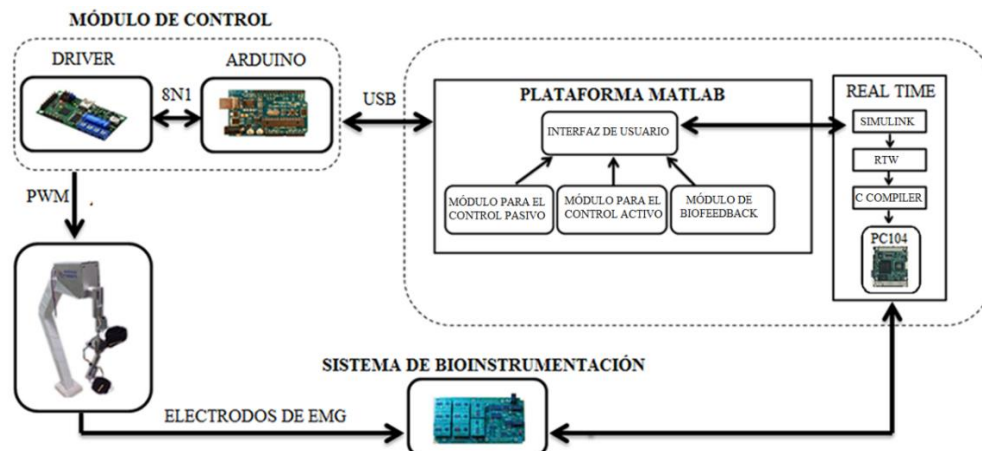 MÓDULO DE CONTROL
DRIVER
ARDUINO
8N1
USB
PLATAFORMA MATLAB
INTERFAZ DE USUARIO
MÓDULO PARA EL
CONTROL PASIVO
MÓDULO PARA EL
CONTROL ACTIVO
MÓDULO DE
BIOFEEDBACK
REAL TIME
SIMULINK
RTW
C COMPILER
PC104
PWM
SISTEMA DE BIOINSTRUMENTACIÓN
ELECTRODOS DE EMG